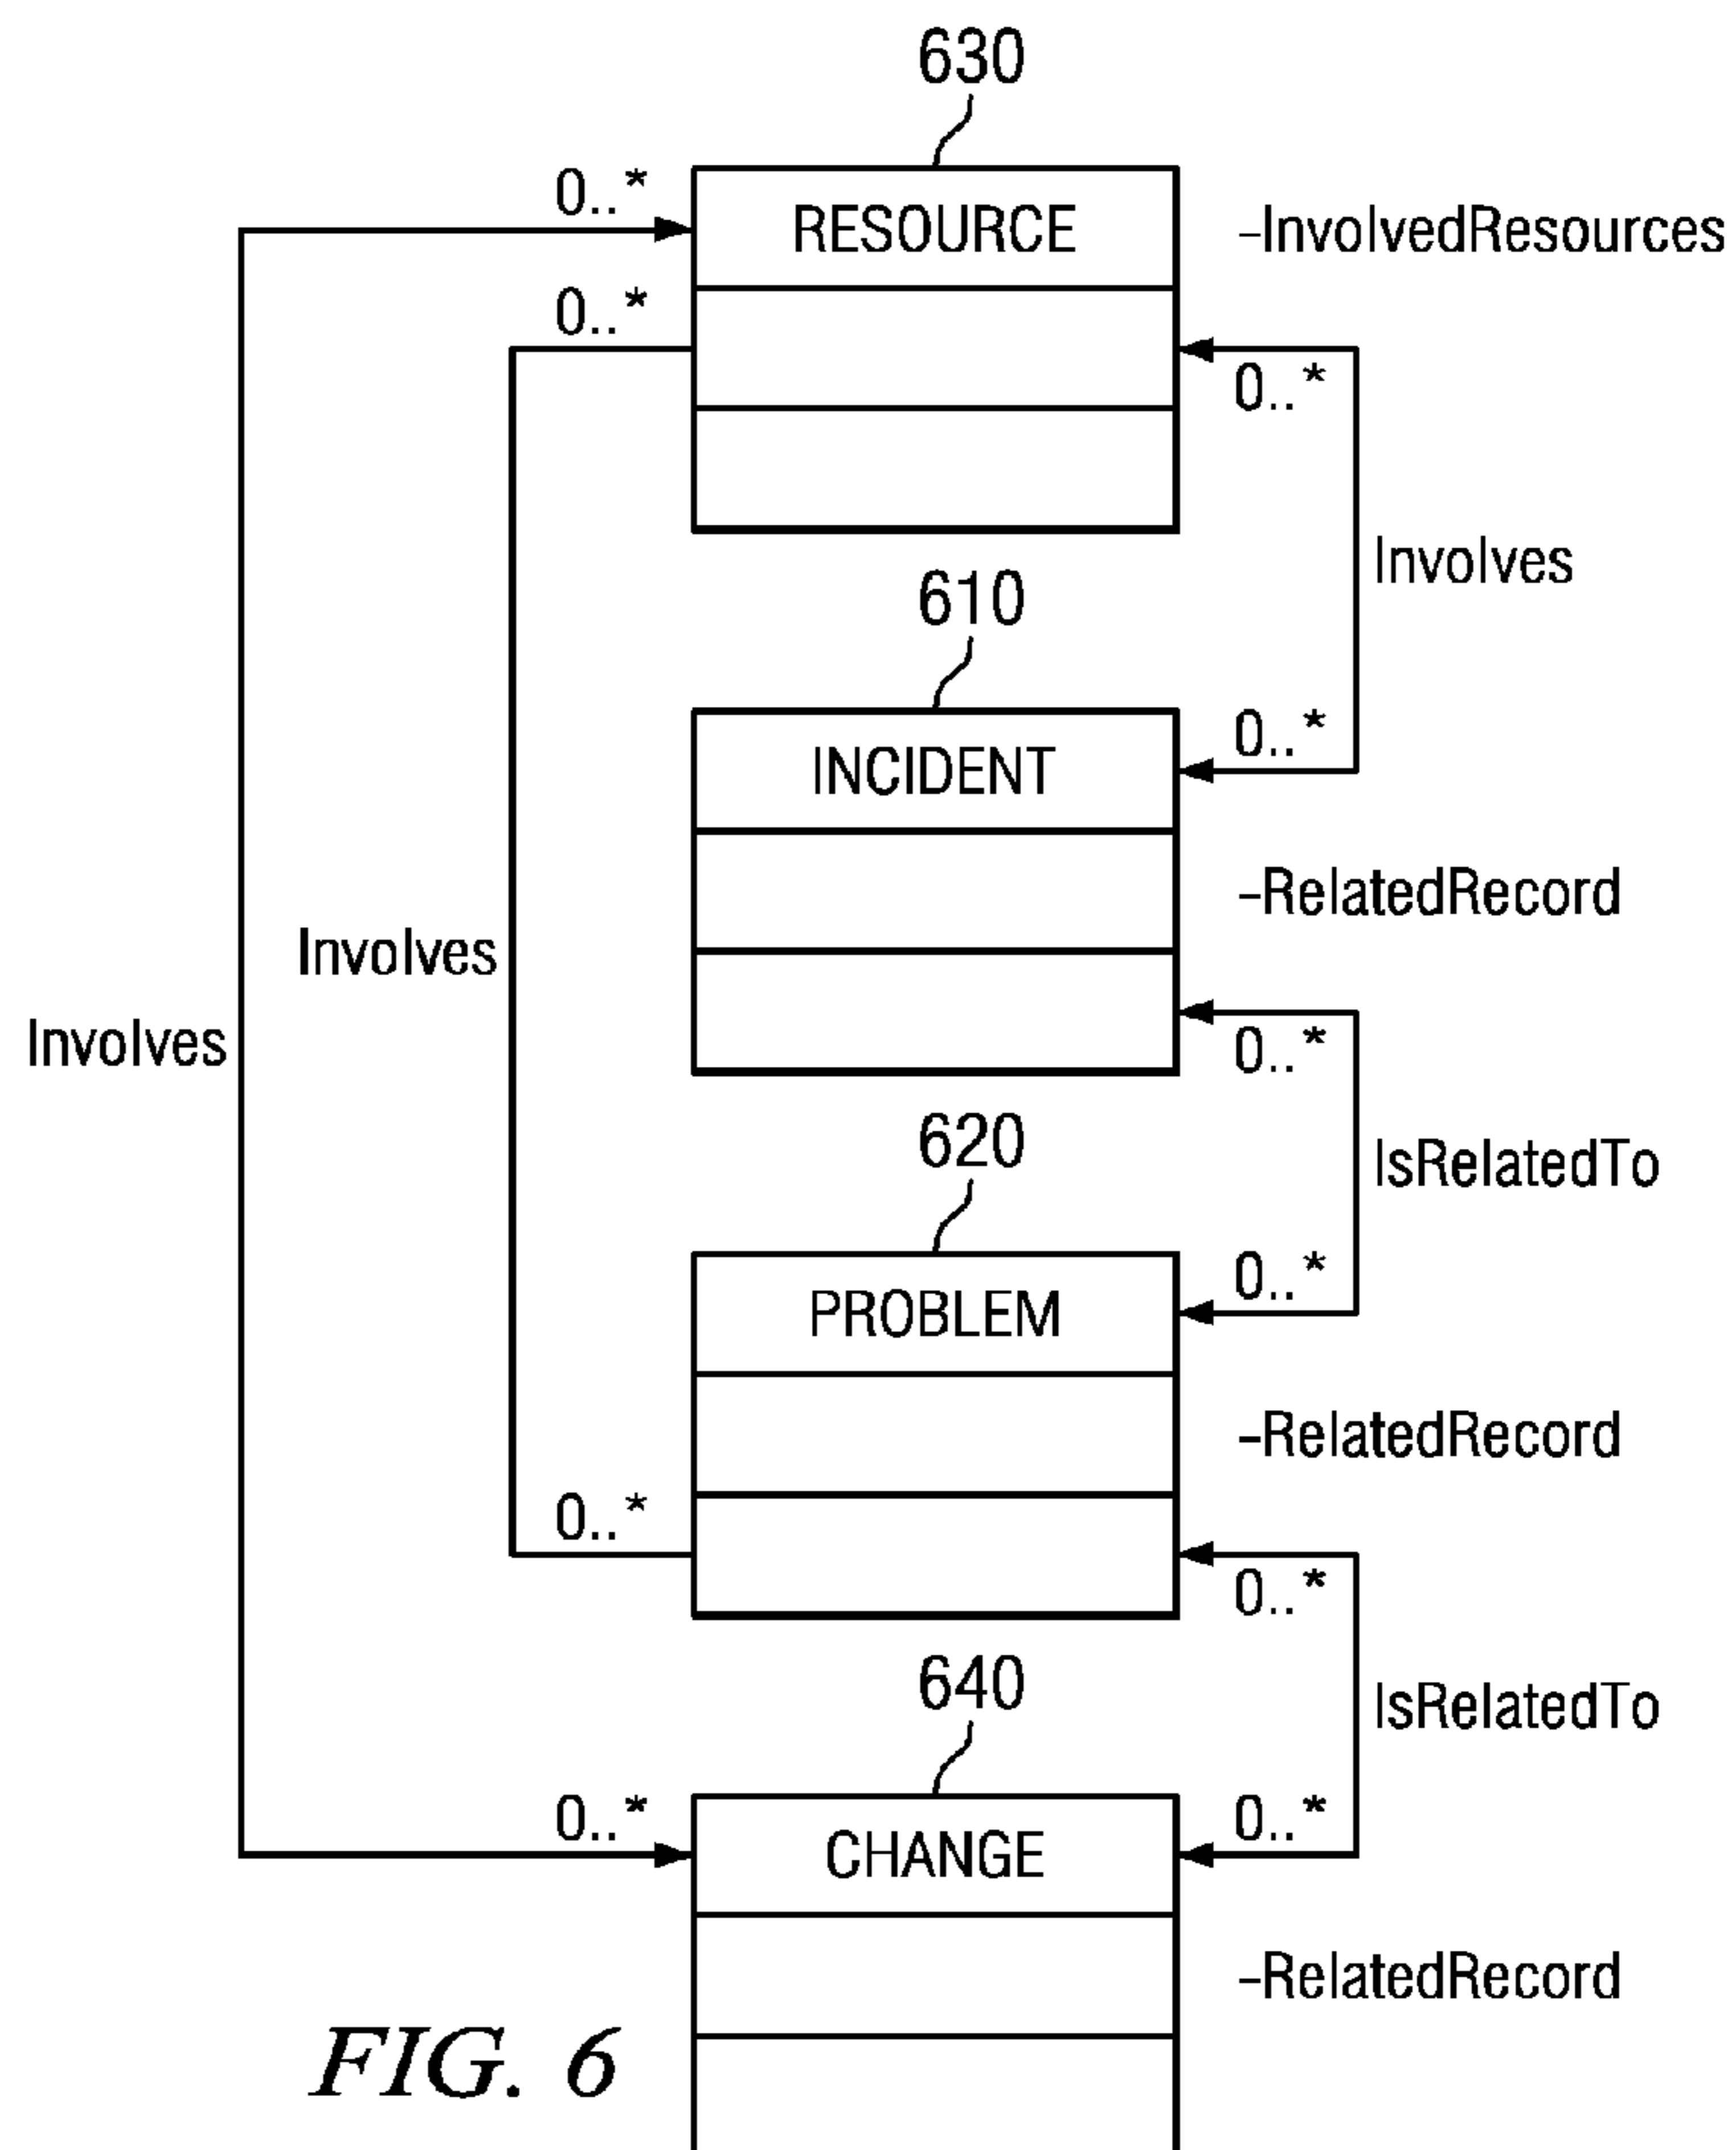 630
0..*
RESOURCE
-InvolvedResources
0..*
0..*
Involves
610
0..*
INCIDENT
-RelatedRecord
Involves
0..*
Involves
620
IsRelatedTo
0..*
PROBLEM
-RelatedRecord
0..*
0..*
640
IsRelatedTo
0..*
0..*
CHANGE
-RelatedRecord
FIG. 6